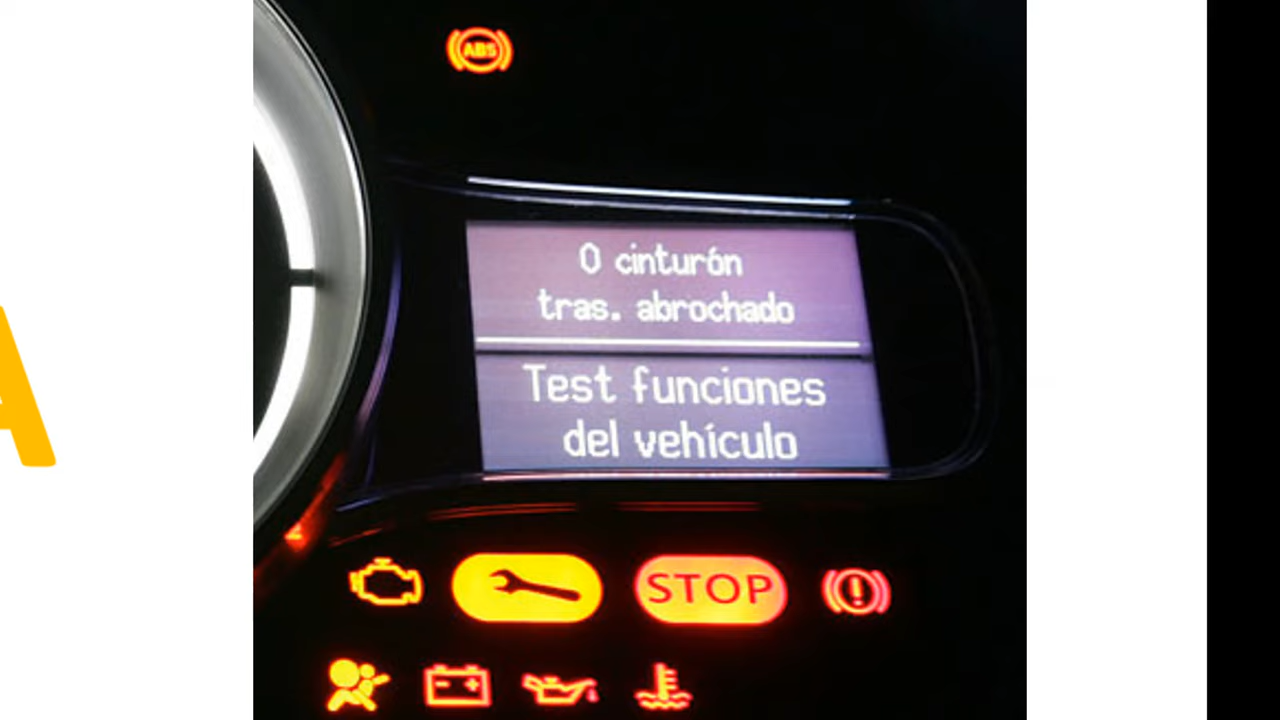 ABS
0 cinturón
tras. abrochado
Test funciones
del vehículo
STOP
A